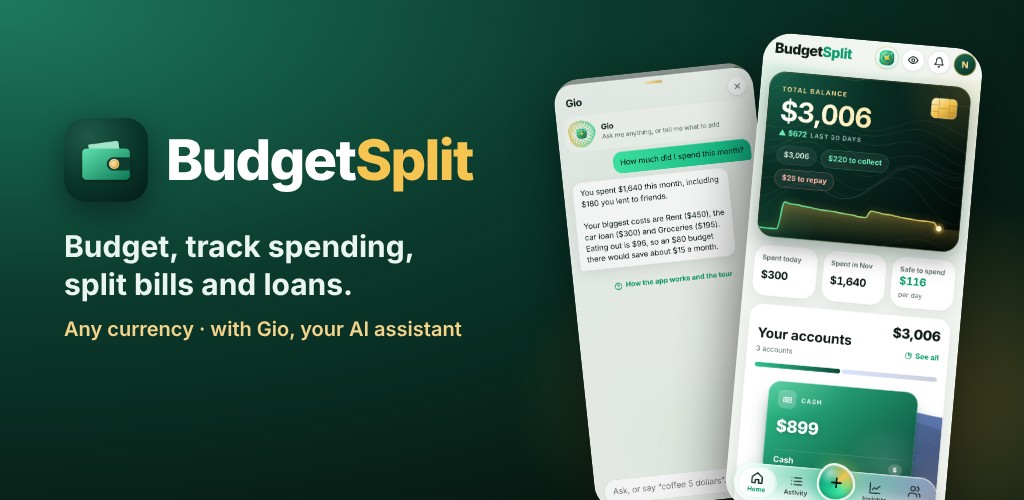 BudgetSplit
Budget, track spending,
split bills and loans.
Any currency · with Gio, your AI assistant
Gio
Gio
Ask me anything, or tell me what to add
How much did I spend this month?
You spent $1,640 this month, including
$180 you lent to friends.
Your biggest costs are Rent ($450), the
car loan ($300) and Groceries ($195).
Eating out is $96, so an $80 budget
there would save about $15 a month.
How the app works and the tour
Ask, or say "coffee 5 dollars"
BudgetSplit
N
TOTAL BALANCE
$3,006
▲ $672 LAST 30 DAYS
$3,006
$220 to collect
$25 to repay
Spent today
$300
Spent in Nov
$1,640
Safe to spend
$116
per day
Your accounts
$3,006
3 accounts
See all
CASH
$899
Cash
$
Home
Activity
+
Insights